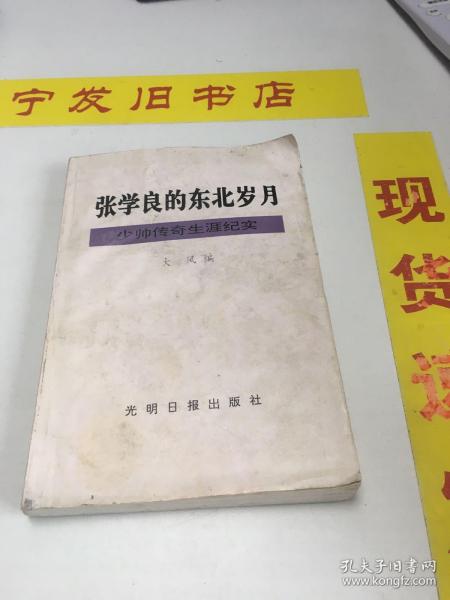 宁发旧书店
张学良的东北岁月
少帅传奇生涯纪实
大风编
光明日报出版社
现货
孔夫子旧书网
www.kongfz.com